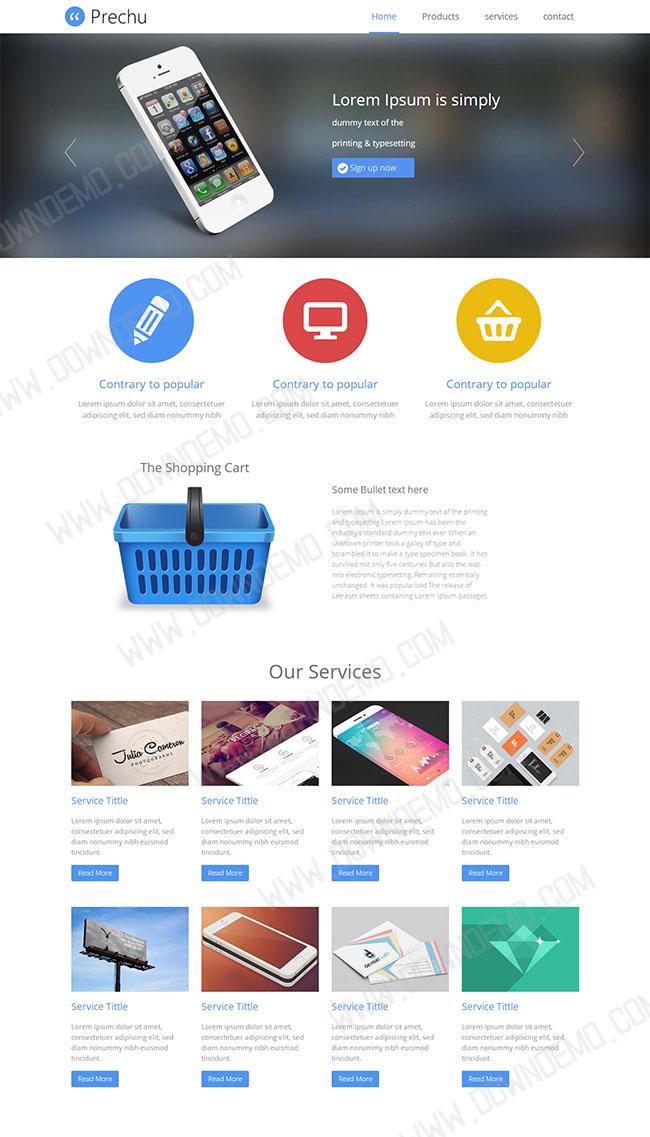 Prechu
Home Products services contact
Lorem Ipsum is simply
dummy text of the
printing & typesetting
Sign up now
Contrary to popular Contrary to popular Contrary to popular
Lorem ipsum dolor sit amet, consectetuer Lorem ipsum dolor sit amet, consectetuer Lorem ipsum dolor sit amet, consectetuer
adipiscing elit, sed diam nonummy nibh adipiscing elit, sed diam nonummy nibh adipiscing elit, sed diam nonummy nibh
The Shopping Cart
Some Bullet text here
Lorem Ipsum is simply dummy text of the printing
and typesetting Lorem Ipsum has been the
industry's standard dummy text ever When an
unknown printer took a galley of type and
scrambled It to make a type specimen book. It has
survived not only five centuries But also the leap
into electronic typesetting, Remaining essentially
unchanged. It was popularised The release of
Letraset sheets containing Lorem Ipsum passages
Our Services
Julia Cameron
PHOTOGRAPHY
Service Tittle Service Tittle Service Tittle Service Tittle
Lorem ipsum dolor sit amet, Lorem ipsum dolor sit amet, Lorem ipsum dolor sit amet, Lorem ipsum dolor sit amet,
consectetuer adipiscing elit, sed consectetuer adipiscing elit, sed consectetuer adipiscing elit, sed consectetuer adipiscing elit, sed
diam nonummy nibh euismod diam nonummy nibh euismod diam nonummy nibh euismod diam nonummy nibh euismod
tincidunt. tincidunt. tincidunt. tincidunt.
Read More Read More Read More Read More
Service Tittle Service Tittle Service Tittle Service Tittle
Lorem ipsum dolor sit amet, Lorem ipsum dolor sit amet, Lorem ipsum dolor sit amet, Lorem ipsum dolor sit amet,
consectetuer adipiscing elit, sed consectetuer adipiscing elit, sed consectetuer adipiscing elit, sed consectetuer adipiscing elit, sed
diam nonummy nibh euismod diam nonummy nibh euismod diam nonummy nibh euismod diam nonummy nibh euismod
tincidunt. tincidunt. tincidunt. tincidunt.
Read More Read More Read More Read More
WWW.DOWNDEMO.COM
WWW.DOWNDEMO.COM
WWW.DOWNDEMO.COM
WWW.DOWNDEMO.COM